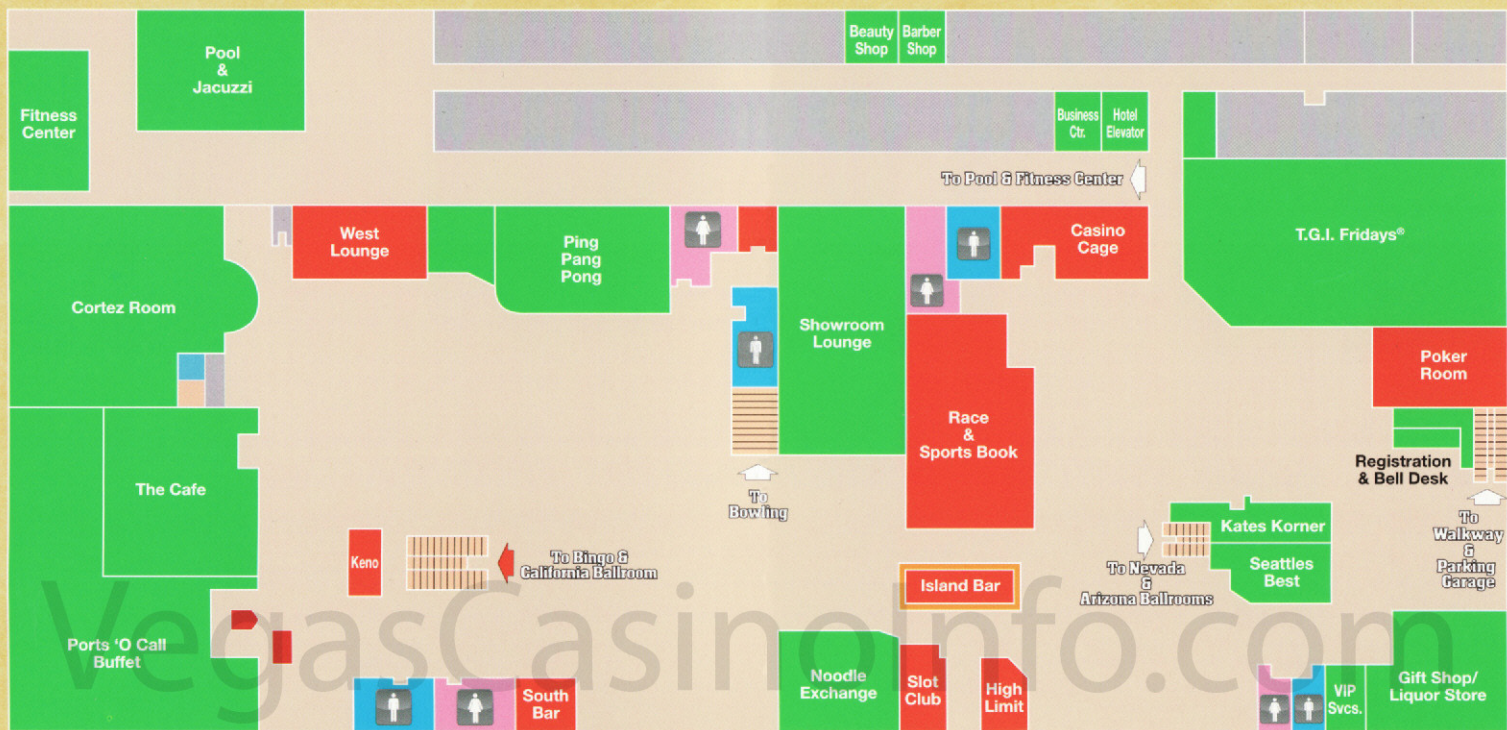 Beauty
Shop
Barber
Shop
Pool
&
Jacuzzi
Fitness
Center
Business
Ctr.
Hotel
Elevator
To Pool & Fitness Center
West
Lounge
Ping
Pang
Pong
Casino
Cage
T.G.I. Fridays®
Cortez Room
Showroom
Lounge
Poker
Room
Race
&
Sports Book
The Cafe
Registration
& Bell Desk
To
Bowling
To
Walkway
&
Parking
Garage
Kates Korner
Keno
To Bingo &
California Ballroom
To Nevada
&
Arizona Ballrooms
Seattles
Best
Island Bar
VegasCasinoInfo.com
Ports 'O Call
Buffet
South
Bar
Noodle
Exchange
Slot
Club
High
Limit
VIP
Svcs.
Gift Shop/
Liquor Store